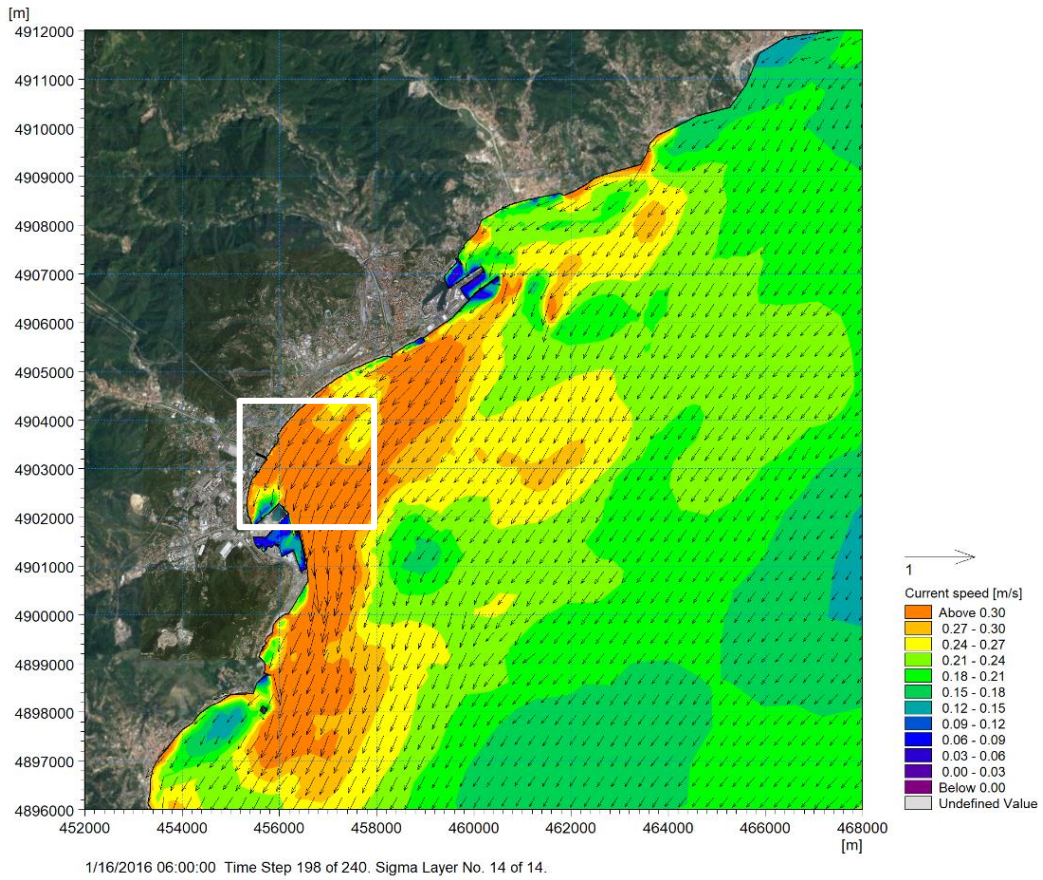 [m]
4912000
4911000
4910000
4909000
4908000
4907000
4906000
4905000
4904000
4903000
4902000
4901000
4900000
4899000
4898000
4897000
4896000
452000 454000 456000 458000 460000 462000 464000 466000 468000
[m]
1
Current speed [m/s]
Above 0.30
0.27 - 0.30
0.24 - 0.27
0.21 - 0.24
0.18 - 0.21
0.15 - 0.18
0.12 - 0.15
0.09 - 0.12
0.06 - 0.09
0.03 - 0.06
0.00 - 0.03
Below 0.00
Undefined Value
1/16/2016 06:00:00 Time Step 198 of 240. Sigma Layer No. 14 of 14.